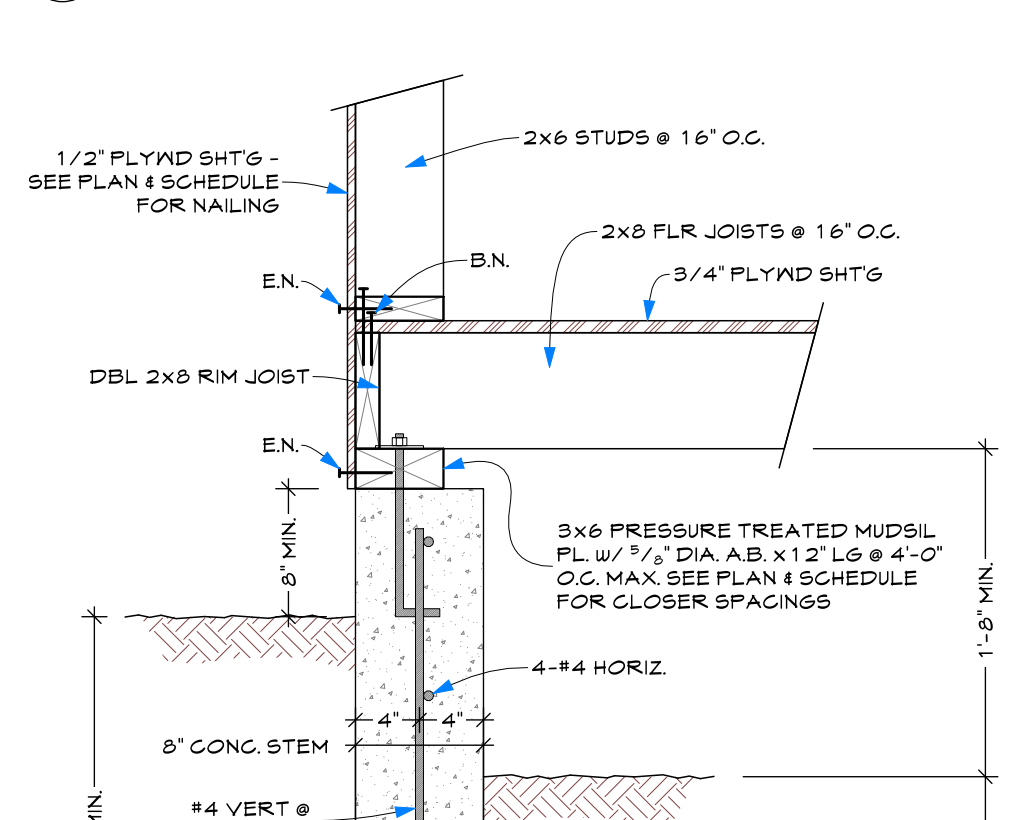 2x6 STUDS @ 16" O.C.
1/2" PLYWD SHT'G -
SEE PLAN & SCHEDULE
FOR NAILING
2x8 FLR JOISTS @ 16" O.C.
B.N.
3/4" PLYWD SHT'G
E.N.
DBL 2x8 RIM JOIST
E.N.
8" MIN.
3x6 PRESSURE TREATED MUDSIL
PL. W/ 5/8" DIA. A.B. x 12" LG @ 4'-0"
O.C. MAX. SEE PLAN & SCHEDULE
FOR CLOSER SPACINGS
1'-8" MIN.
4-#4 HORIZ.
4" 4"
8" CONC. STEM
MIN.
#4 VERT @